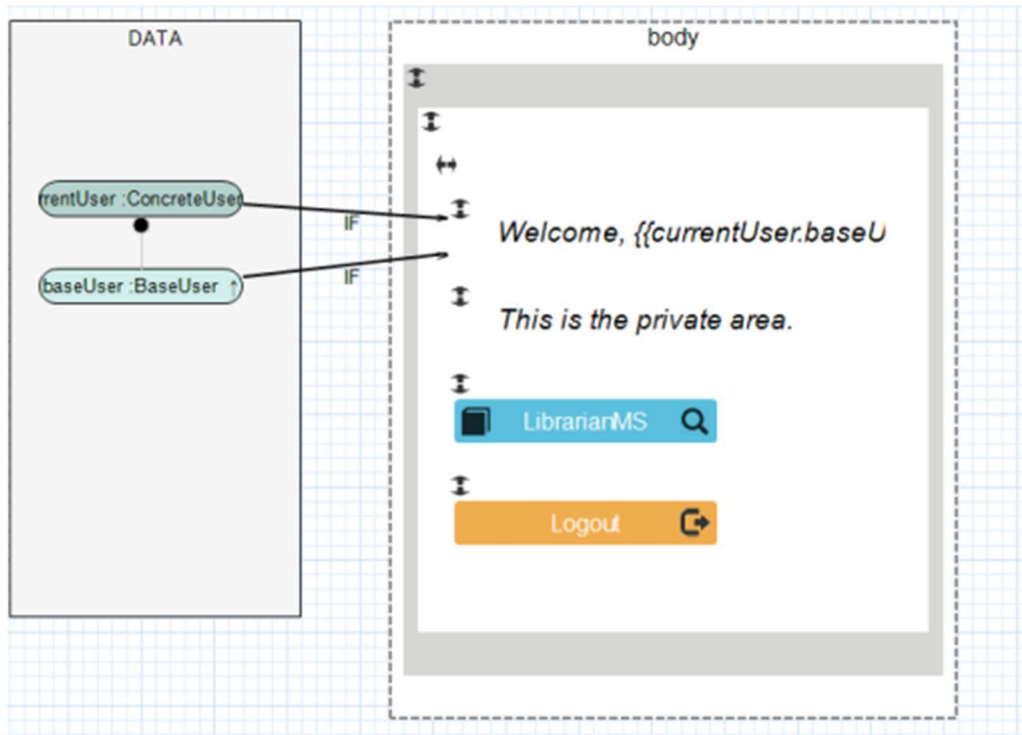 DATA
rrentUser :ConcreteUser
baseUser :BaseUser ↑
IF
IF
body
Welcome, {{currentUser.baseU
This is the private area.
LibrarianMS
Logout